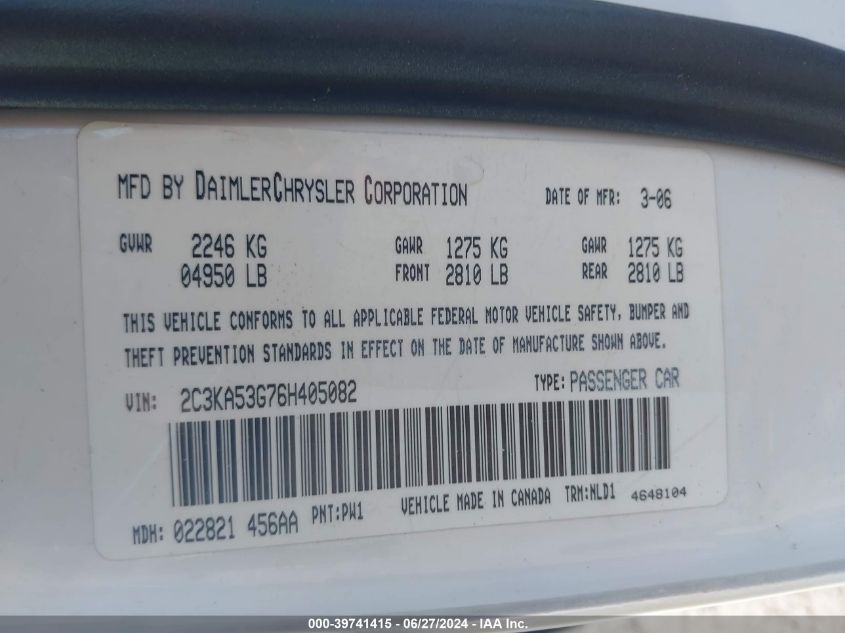 MFD BY DAIMLERCHRYSLER CORPORATION DATE OF MFR: 3-06
GVWR 2246 KG GAWR 1275 KG GAWR 1275 KG
04950 LB FRONT 2810 LB REAR 2810 LB
THIS VEHICLE CONFORMS TO ALL APPLICABLE FEDERAL MOTOR VEHICLE SAFETY, BUMPER AND
THEFT PREVENTION STANDARDS IN EFFECT ON THE DATE OF MANUFACTURE SHOWN ABOVE.
VIN: 2C3KA53G76H405082 TYPE: PASSENGER CAR
MDH: 022821 456AA PNT:PW1 VEHICLE MADE IN CANADA TRM:NLD1 4648104
000-39741415 - 06/27/2024 - IAA Inc.